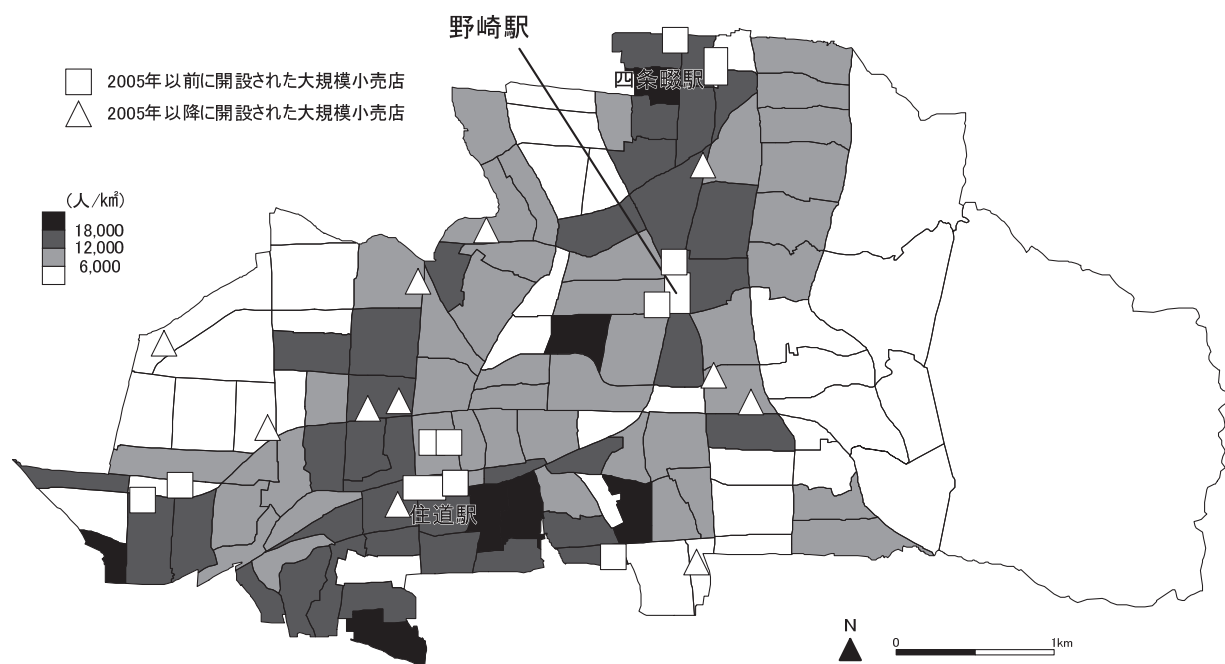 野崎駅
2005年以前に開設された大規模小売店
四条畷駅
2005年以降に開設された大規模小売店
(人/k㎡)
18,000
12,000
6,000
住道駅
N
0
1km